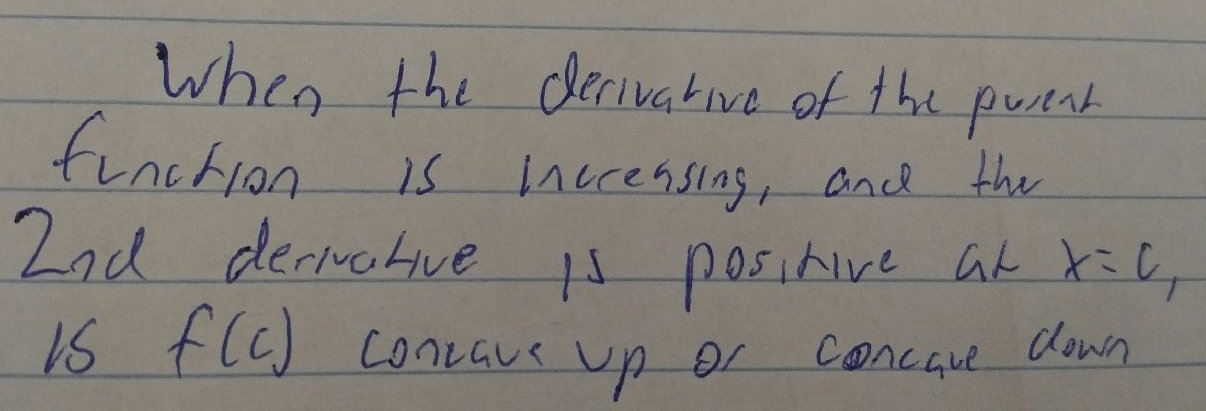 When the derivative of the parent
function is increasing, and the
2nd derivative is positive at x=c,
is f(c) concave up or concave down